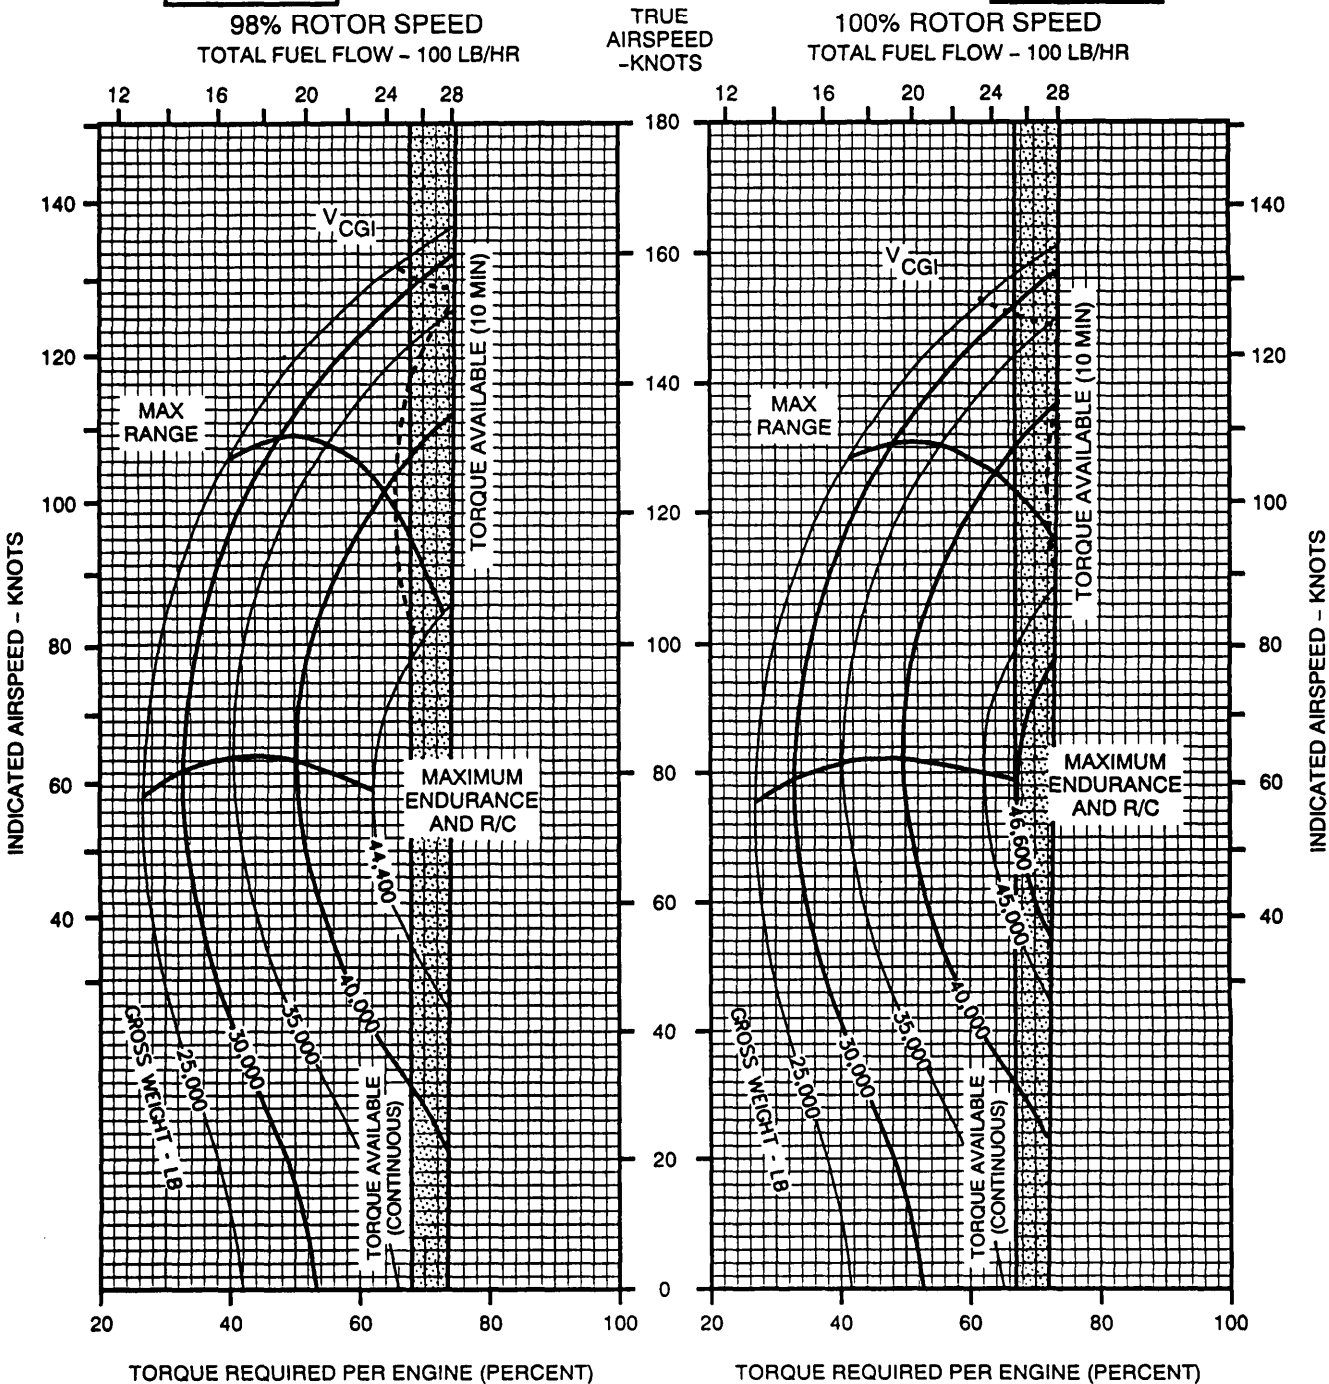 98% ROTOR SPEED
TOTAL FUEL FLOW – 100 LB/HR
TRUE
AIRSPEED
-KNOTS
100% ROTOR SPEED
TOTAL FUEL FLOW – 100 LB/HR
12 16 20 24 28
12 16 20 24 28
180
160
140
120
100
80
60
40
20
0
140
120
100
80
60
40
INDICATED AIRSPEED – KNOTS
VCGI
MAX
RANGE
TORQUE AVAILABLE (10 MIN)
MAXIMUM
ENDURANCE
AND R/C
44,400
40,000
35,000
30,000
25,000
GROSS WEIGHT - LB
TORQUE AVAILABLE
(CONTINUOUS)
20 40 60 80 100
TORQUE REQUIRED PER ENGINE (PERCENT)
VCGI
MAX
RANGE
TORQUE AVAILABLE (10 MIN)
MAXIMUM
ENDURANCE
AND R/C
46,600
45,000
40,000
35,000
30,000
25,000
GROSS WEIGHT - LB
TORQUE AVAILABLE
(CONTINUOUS)
140
120
100
80
60
40
INDICATED AIRSPEED – KNOTS
20 40 60 80 100
TORQUE REQUIRED PER ENGINE (PERCENT)